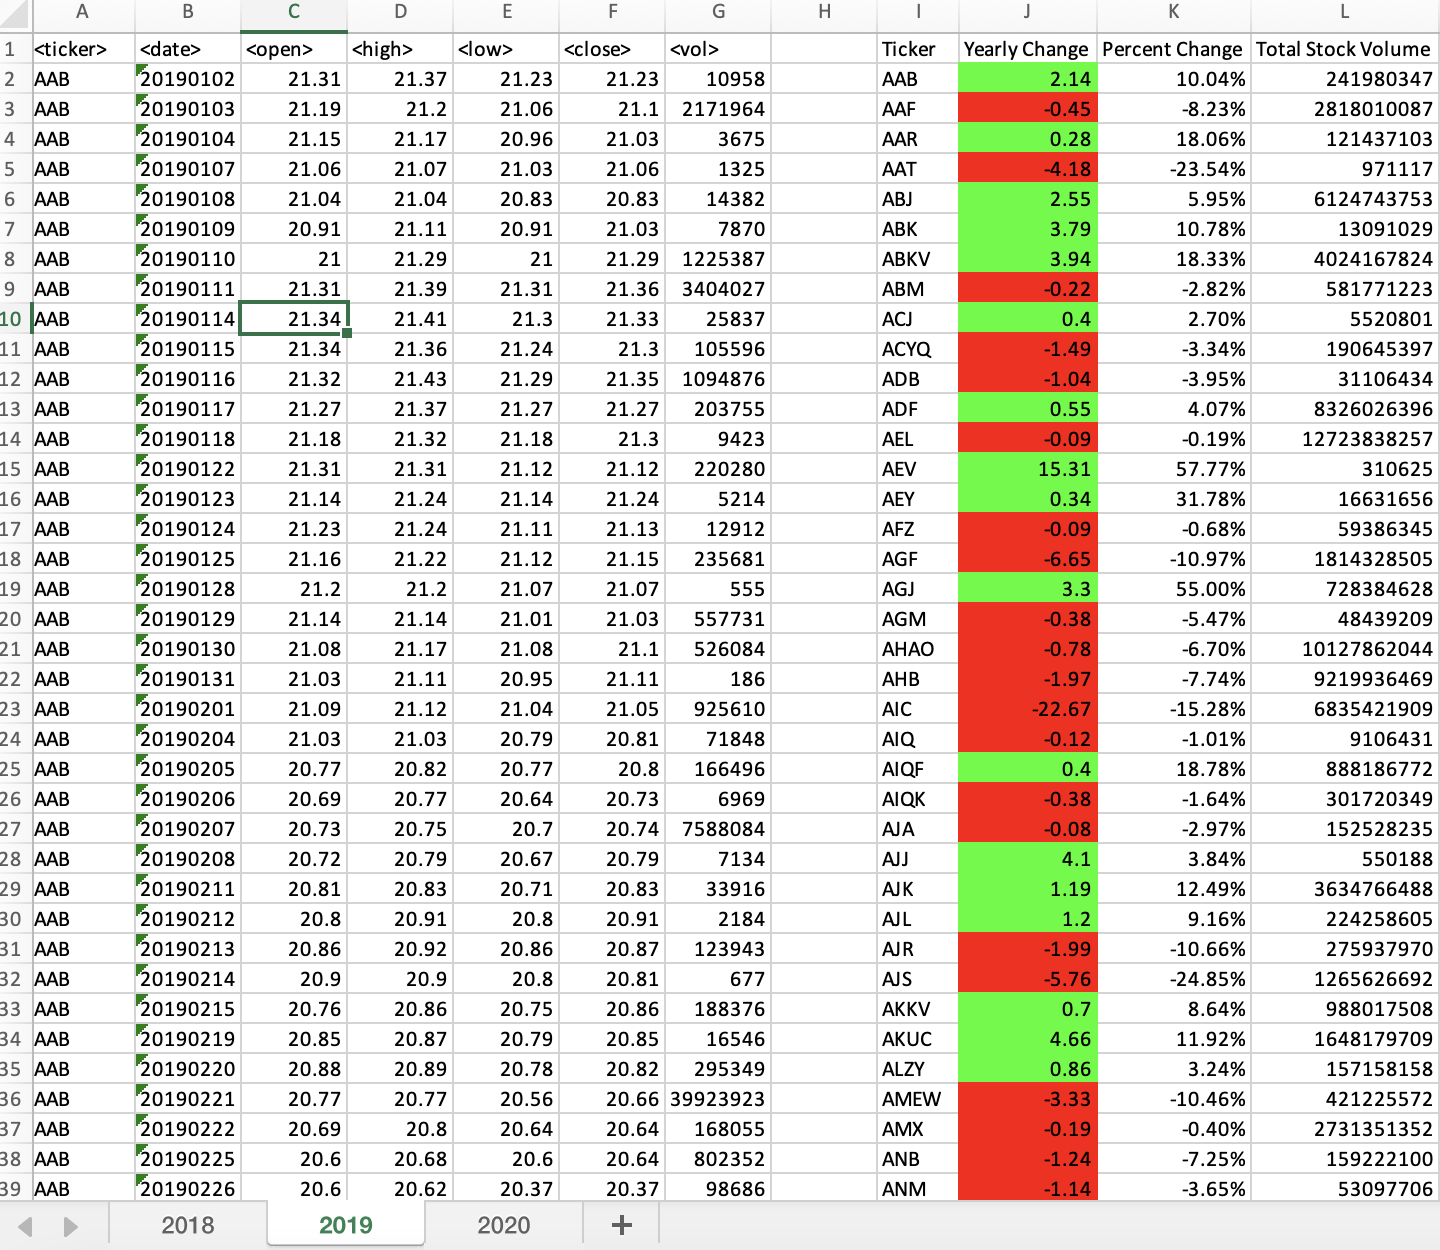 A B C D E F G H I J K L
1 <ticker> <date> <open> <high> <low> <close> <vol> Ticker Yearly Change Percent Change Total Stock Volume
2 AAB 20190102 21.31 21.37 21.23 21.23 10958 AAB 2.14 10.04% 241980347
3 AAB 20190103 21.19 21.2 21.06 21.1 2171964 AAF -0.45 -8.23% 2818010087
4 AAB 20190104 21.15 21.17 20.96 21.03 3675 AAR 0.28 18.06% 121437103
5 AAB 20190107 21.06 21.07 21.03 21.06 1325 AAT -4.18 -23.54% 971117
6 AAB 20190108 21.04 21.04 20.83 20.83 14382 ABJ 2.55 5.95% 6124743753
7 AAB 20190109 20.91 21.11 20.91 21.03 7870 ABK 3.79 10.78% 13091029
8 AAB 20190110 21 21.29 21 21.29 1225387 ABKV 3.94 18.33% 4024167824
9 AAB 20190111 21.31 21.39 21.31 21.36 3404027 ABM -0.22 -2.82% 581771223
10 AAB 20190114 21.34 21.41 21.3 21.33 25837 ACJ 0.4 2.70% 5520801
11 AAB 20190115 21.34 21.36 21.24 21.3 105596 ACYQ -1.49 -3.34% 190645397
12 AAB 20190116 21.32 21.43 21.29 21.35 1094876 ADB -1.04 -3.95% 31106434
13 AAB 20190117 21.27 21.37 21.27 21.27 203755 ADF 0.55 4.07% 8326026396
14 AAB 20190118 21.18 21.32 21.18 21.3 9423 AEL -0.09 -0.19% 12723838257
15 AAB 20190122 21.31 21.31 21.12 21.12 220280 AEV 15.31 57.77% 310625
16 AAB 20190123 21.14 21.24 21.14 21.24 5214 AEY 0.34 31.78% 16631656
17 AAB 20190124 21.23 21.24 21.11 21.13 12912 AFZ -0.09 -0.68% 59386345
18 AAB 20190125 21.16 21.22 21.12 21.15 235681 AGF -6.65 -10.97% 1814328505
19 AAB 20190128 21.2 21.2 21.07 21.07 555 AGJ 3.3 55.00% 728384628
20 AAB 20190129 21.14 21.14 21.01 21.03 557731 AGM -0.38 -5.47% 48439209
21 AAB 20190130 21.08 21.17 21.08 21.1 526084 AHAO -0.78 -6.70% 10127862044
22 AAB 20190131 21.03 21.11 20.95 21.11 186 AHB -1.97 -7.74% 9219936469
23 AAB 20190201 21.09 21.12 21.04 21.05 925610 AIC -22.67 -15.28% 6835421909
24 AAB 20190204 21.03 21.03 20.79 20.81 71848 AIQ -0.12 -1.01% 9106431
25 AAB 20190205 20.77 20.82 20.77 20.8 166496 AIQF 0.4 18.78% 888186772
26 AAB 20190206 20.69 20.77 20.64 20.73 6969 AIQK -0.38 -1.64% 301720349
27 AAB 20190207 20.73 20.75 20.7 20.74 7588084 AJA -0.08 -2.97% 152528235
28 AAB 20190208 20.72 20.79 20.67 20.79 7134 AJJ 4.1 3.84% 550188
29 AAB 20190211 20.81 20.83 20.71 20.83 33916 AJK 1.19 12.49% 3634766488
30 AAB 20190212 20.8 20.91 20.8 20.91 2184 AJL 1.2 9.16% 224258605
31 AAB 20190213 20.86 20.92 20.86 20.87 123943 AJR -1.99 -10.66% 275937970
32 AAB 20190214 20.9 20.9 20.8 20.81 677 AJS -5.76 -24.85% 1265626692
33 AAB 20190215 20.76 20.86 20.75 20.86 188376 AKKV 0.7 8.64% 988017508
34 AAB 20190219 20.85 20.87 20.79 20.85 16546 AKUC 4.66 11.92% 1648179709
35 AAB 20190220 20.88 20.89 20.78 20.82 295349 ALZY 0.86 3.24% 157158158
36 AAB 20190221 20.77 20.77 20.56 20.66 39923923 AMEW -3.33 -10.46% 421225572
37 AAB 20190222 20.69 20.8 20.64 20.64 168055 AMX -0.19 -0.40% 2731351352
38 AAB 20190225 20.6 20.68 20.6 20.64 802352 ANB -1.24 -7.25% 159222100
39 AAB 20190226 20.6 20.62 20.37 20.37 98686 ANM -1.14 -3.65% 53097706
2018 2019 2020 +